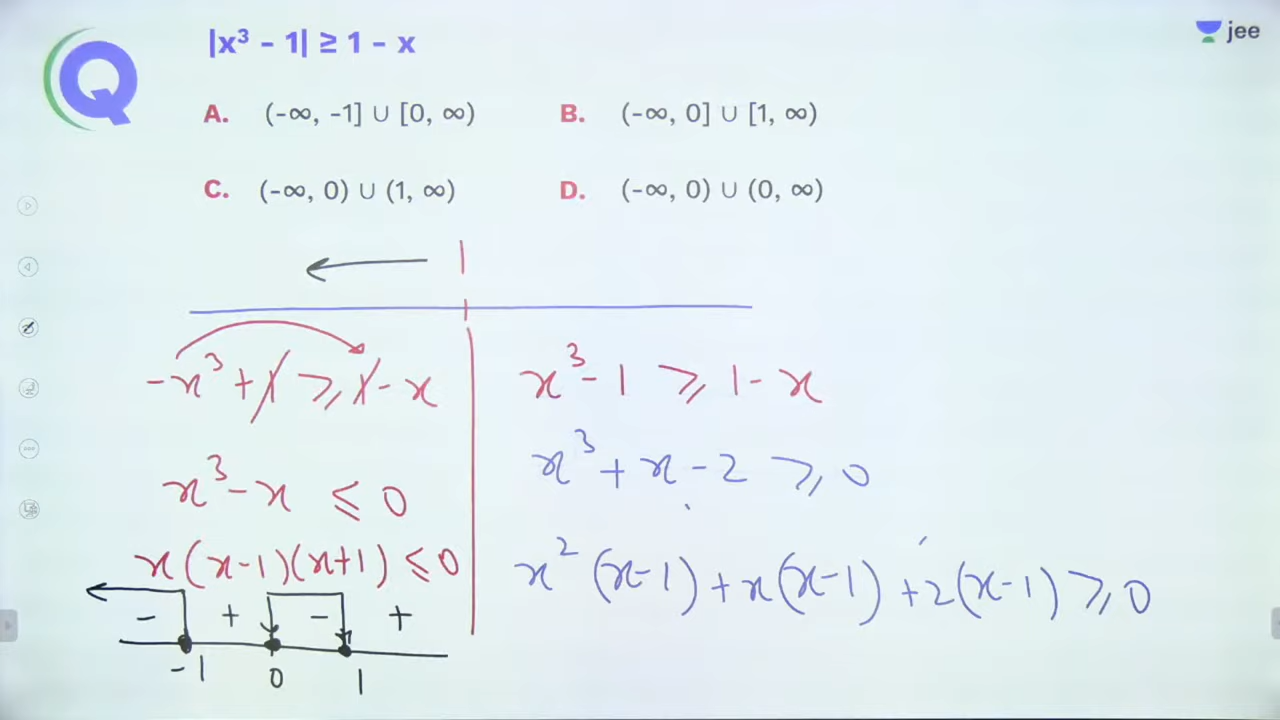 Q
|x³ - 1| ≥ 1 - x
jee
A. (-∞, -1] ∪ [0, ∞)
B. (-∞, 0] ∪ [1, ∞)
C. (-∞, 0) ∪ (1, ∞)
D. (-∞, 0) ∪ (0, ∞)
1
-x³ + 1 ≥ 1 - x
x³ - x ≤ 0
x(x-1)(x+1) ≤ 0
- + - +
-1 0 1
x³ - 1 ≥ 1 - x
x³ + x - 2 ≥ 0
x²(x-1) + x(x-1) + 2(x-1) ≥ 0